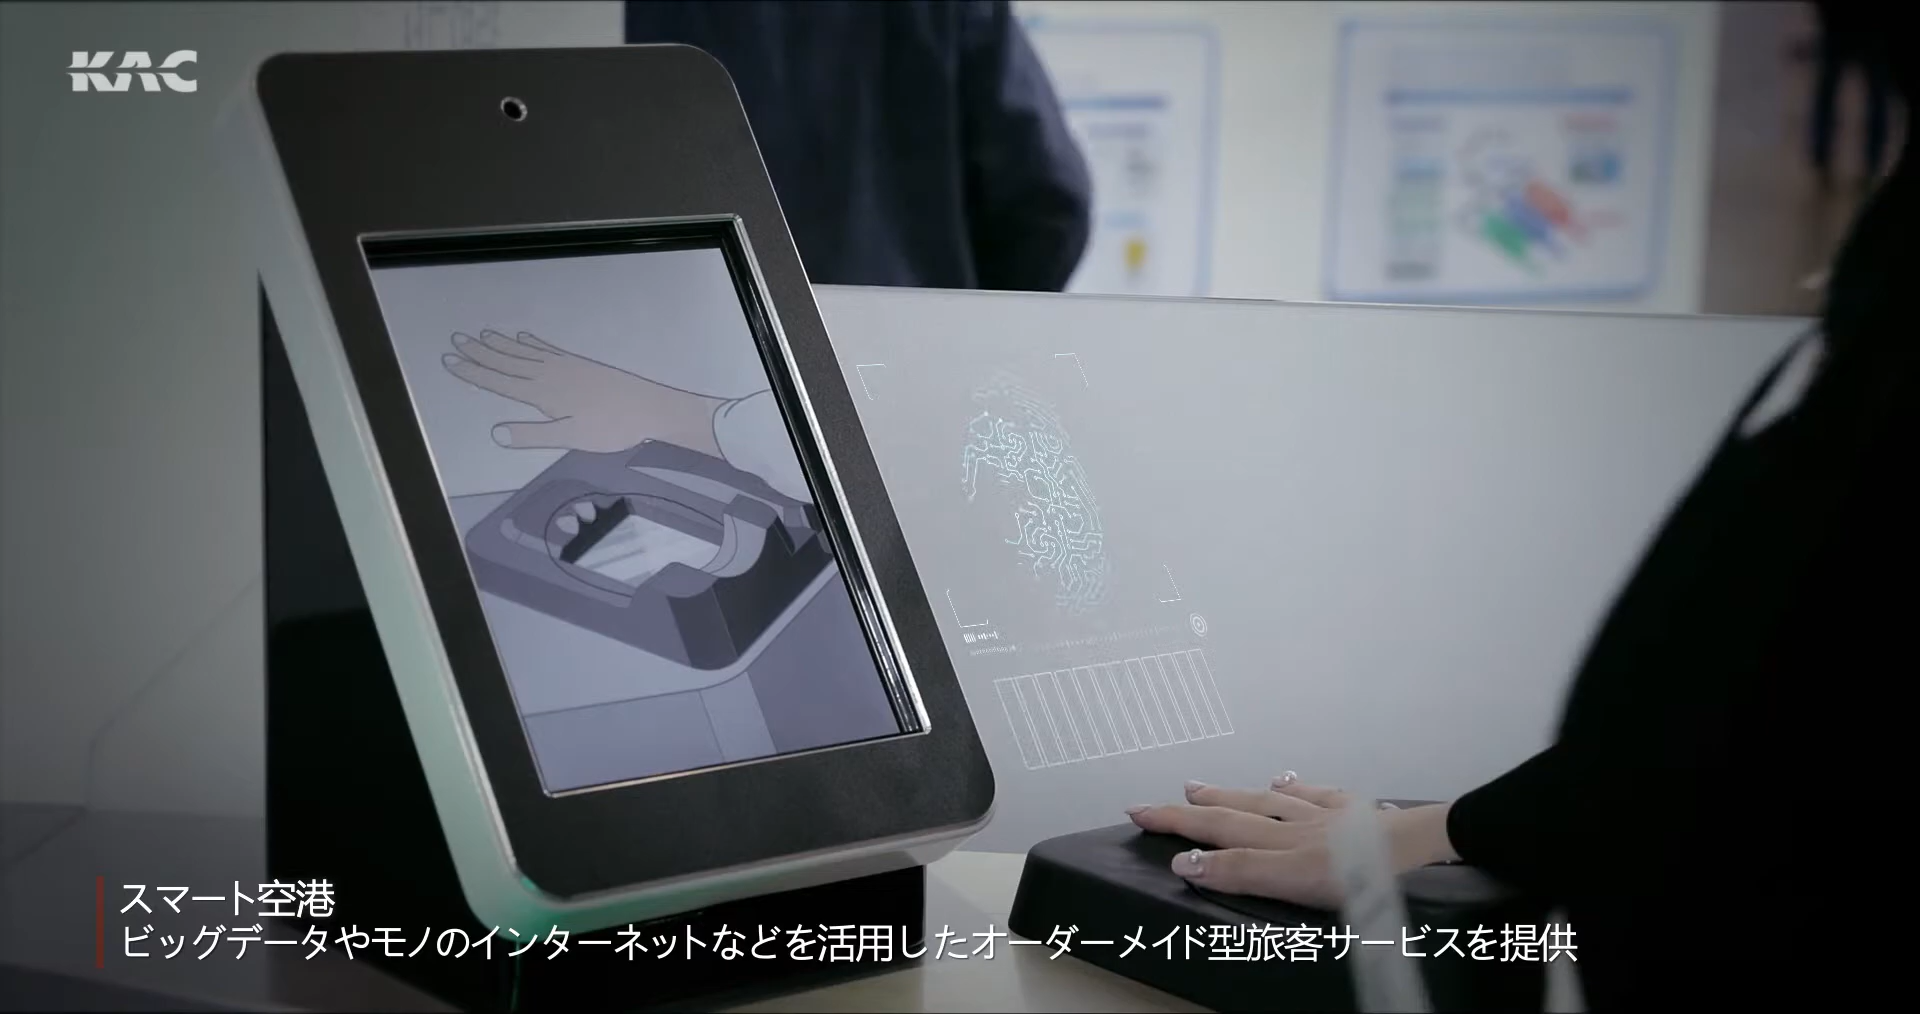 KAC
スマート空港
ビッグデータやモノのインターネットなどを活用したオーダーメイド型旅客サービスを提供